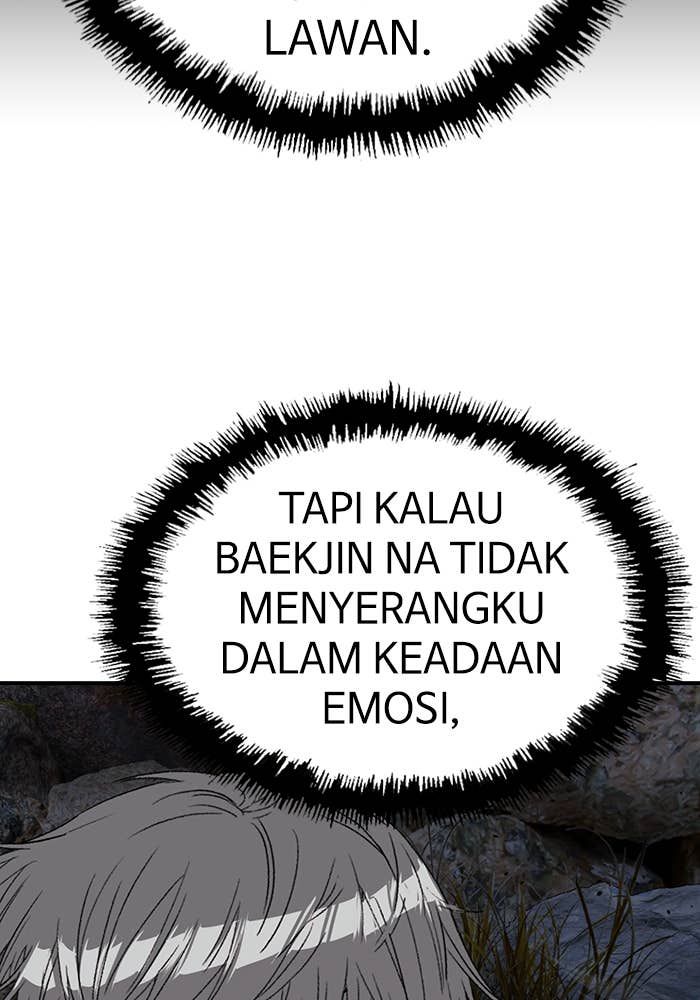 LAWAN.
TAPI KALAU
BAEKJIN NA TIDAK
MENYERANGKU
DALAM KEADAAN
EMOSI,